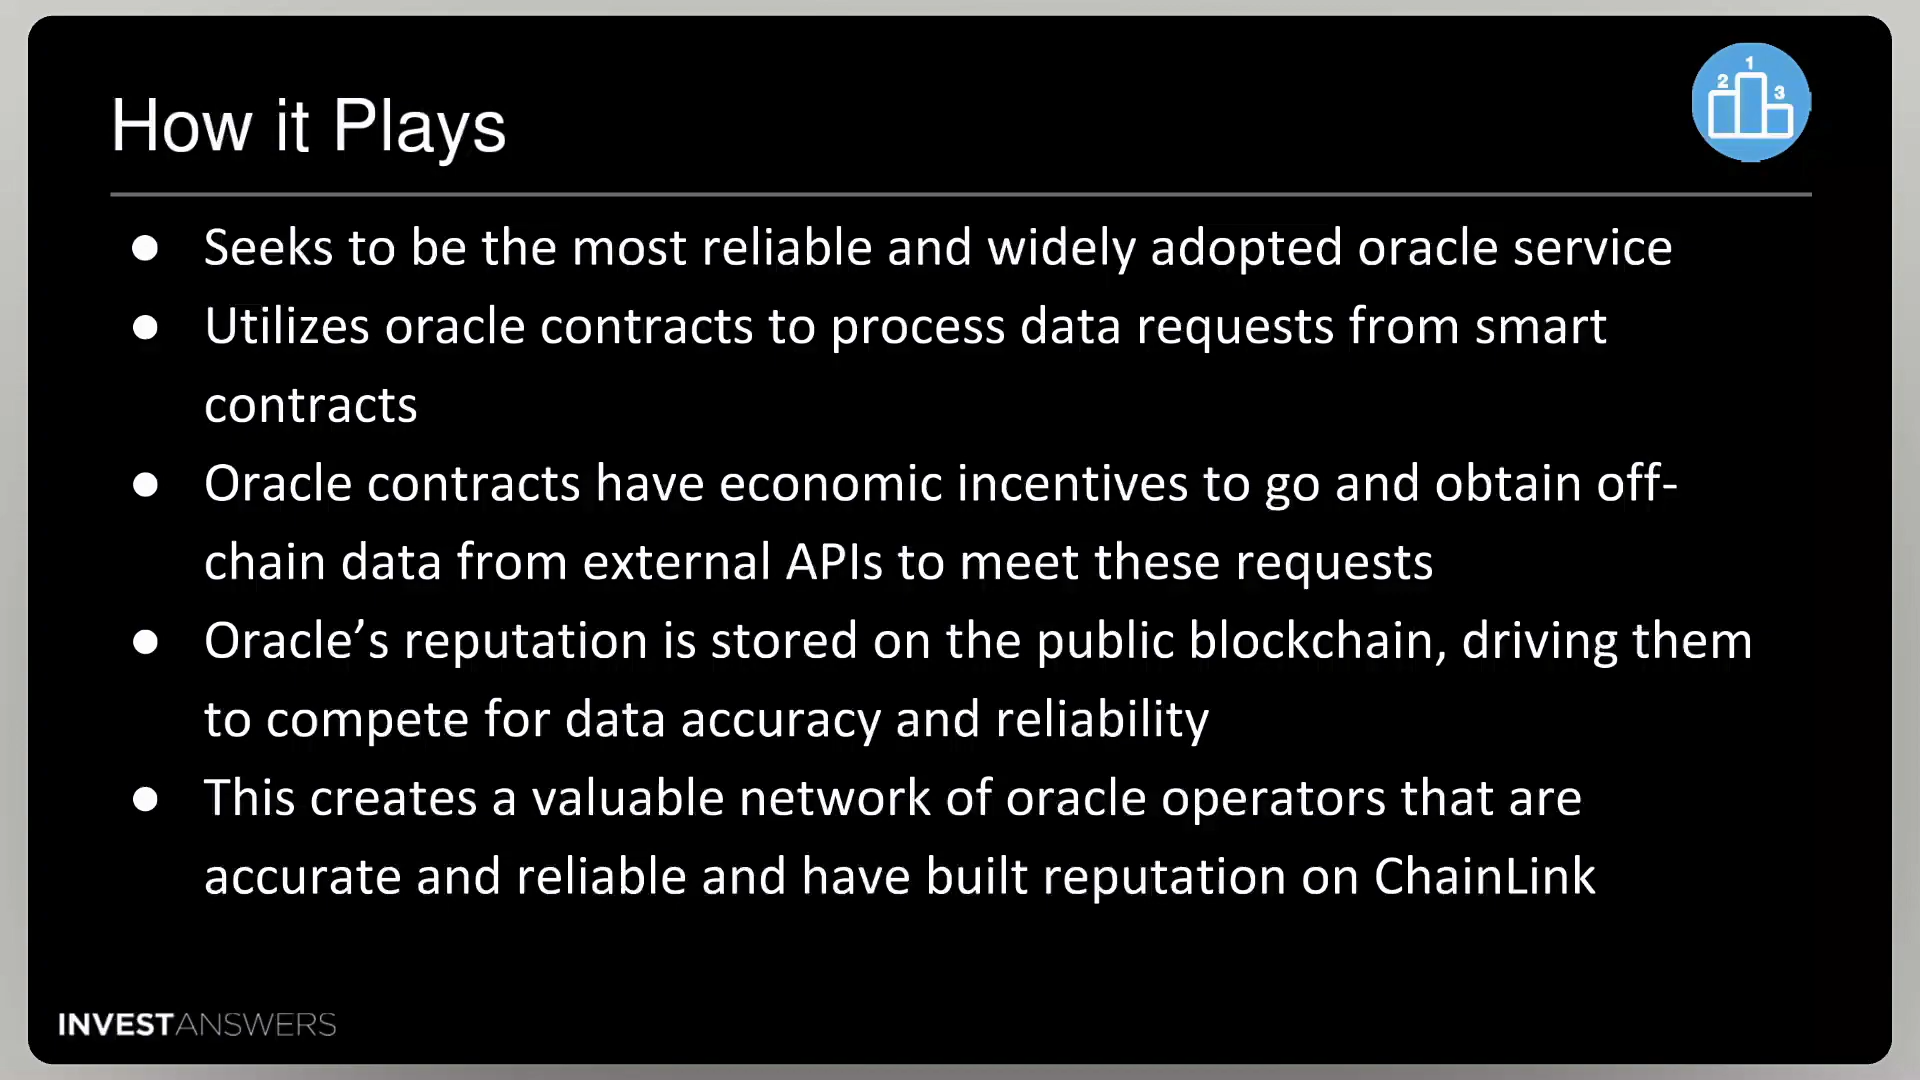 How it Plays
1
2
3
● Seeks to be the most reliable and widely adopted oracle service
● Utilizes oracle contracts to process data requests from smart
contracts
● Oracle contracts have economic incentives to go and obtain off-
chain data from external APIs to meet these requests
● Oracle’s reputation is stored on the public blockchain, driving them
to compete for data accuracy and reliability
● This creates a valuable network of oracle operators that are
accurate and reliable and have built reputation on ChainLink
INVESTANSWERS